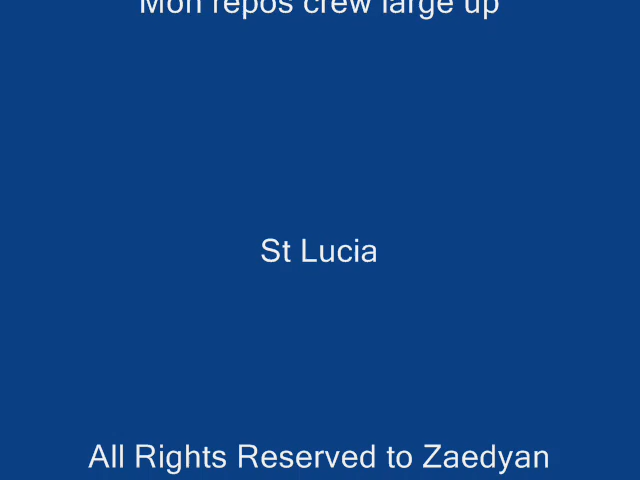 Mon repos crew large up
St Lucia
All Rights Reserved to Zaedyan